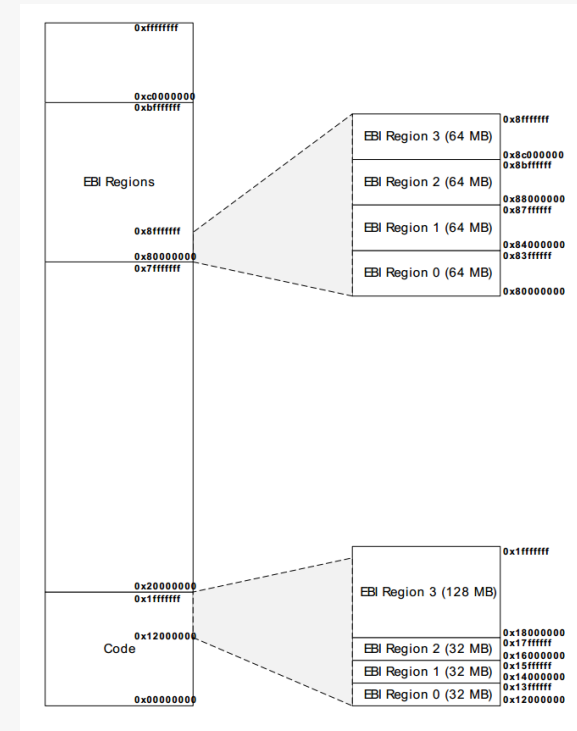 0xffffffff
0xc0000000
0xbfffffff
EBI Regions
0x8fffffff
0x80000000
0x7fffffff
0x20000000
0x1fffffff
0x12000000
Code
0x00000000
0x8fffffff
EBI Region 3 (64 MB)
0x8c000000
0x8bffffff
EBI Region 2 (64 MB)
0x88000000
0x87ffffff
EBI Region 1 (64 MB)
0x84000000
0x83ffffff
EBI Region 0 (64 MB)
0x80000000
0x1fffffff
EBI Region 3 (128 MB)
0x18000000
0x17ffffff
EBI Region 2 (32 MB)
0x16000000
0x15ffffff
EBI Region 1 (32 MB)
0x14000000
0x13ffffff
EBI Region 0 (32 MB)
0x12000000